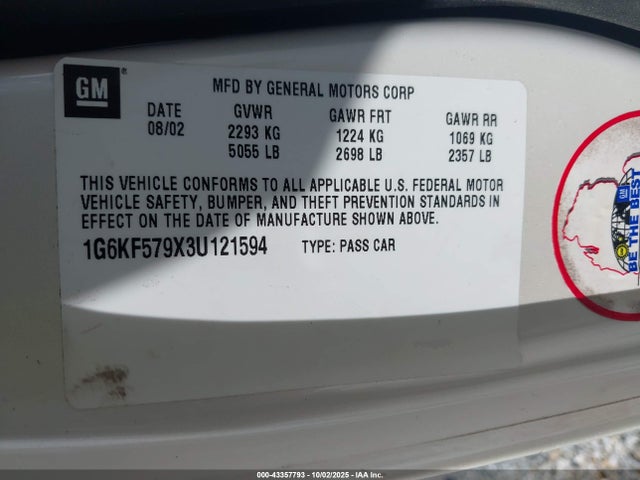 GM
MFD BY GENERAL MOTORS CORP
DATE GVWR GAWR FRT GAWR RR
08/02 2293 KG 1224 KG 1069 KG
5055 LB 2698 LB 2357 LB
THIS VEHICLE CONFORMS TO ALL APPLICABLE U.S. FEDERAL MOTOR
VEHICLE SAFETY, BUMPER, AND THEFT PREVENTION STANDARDS IN
EFFECT ON THE DATE OF MANUFACTURE SHOWN ABOVE.
1G6KF579X3U121594 TYPE: PASS CAR
GM
BE THE BEST
000-43357793 - 10/02/2025 - IAA Inc.